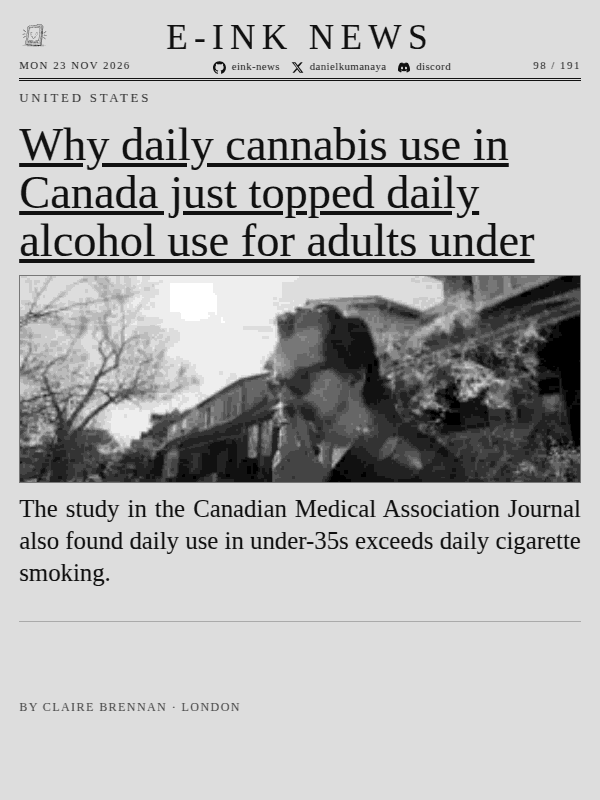 E-INK NEWS
MON 23 NOV 2026
eink-news danielkumanaya discord
98 / 191
UNITED STATES
Why daily cannabis use in
Canada just topped daily
alcohol use for adults under
The study in the Canadian Medical Association Journal
also found daily use in under-35s exceeds daily cigarette
smoking.
BY CLAIRE BRENNAN · LONDON